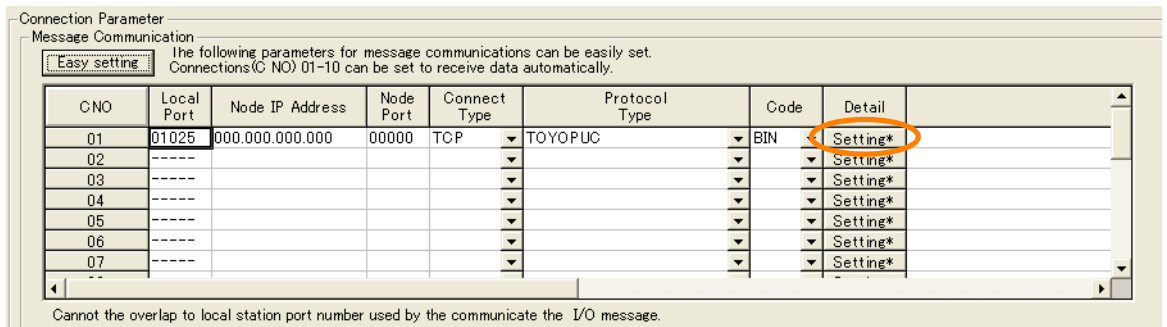 Connection Parameter
Message Communication
Easy setting
The following parameters for message communications can be easily set.
Connections(C NO) 01-10 can be set to receive data automatically.
C NO Local Port Node IP Address Node Port Connect Type Protocol Type Code Detail
01 01025 000.000.000.000 00000 TCP TOYOPUC BIN Setting*
02 ----- Setting*
03 ----- Setting*
04 ----- Setting*
05 ----- Setting*
06 ----- Setting*
07 ----- Setting*
Cannot the overlap to local station port number used by the communicate the I/O message.